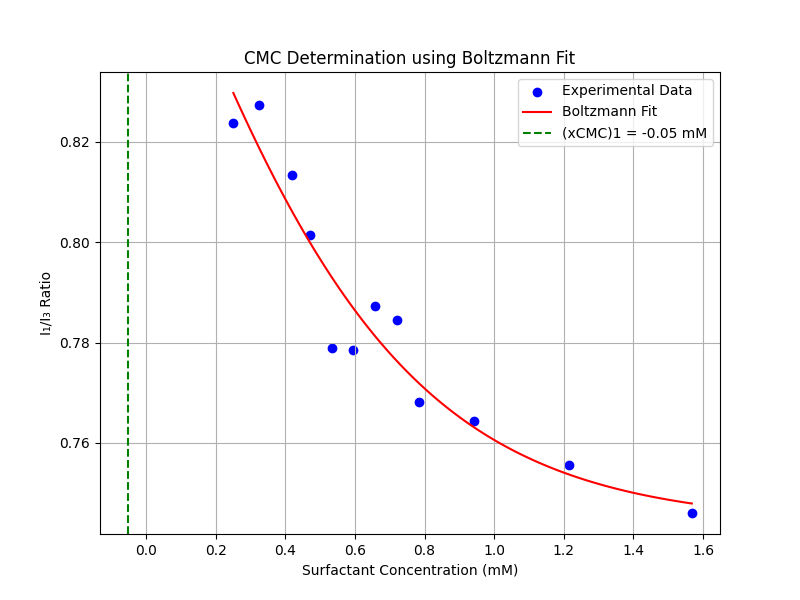 CMC Determination using Boltzmann Fit
Experimental Data
Boltzmann Fit
(xCMC)1 = -0.05 mM
0.82
0.80
0.78
0.76
I₁/I₃ Ratio
0.0 0.2 0.4 0.6 0.8 1.0 1.2 1.4 1.6
Surfactant Concentration (mM)